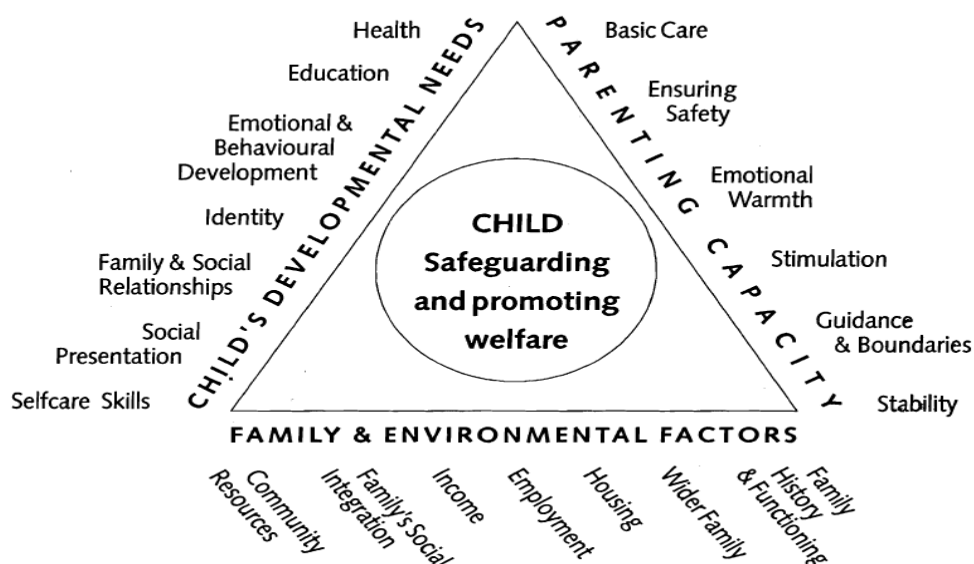 Health
Education
Emotional &
Behavioural
Development
Identity
Family & Social
Relationships
Social
Presentation
Selfcare Skills
CHILD'S DEVELOPMENTAL NEEDS
CHILD
Safeguarding
and promoting
welfare
PARENTING CAPACITY
Basic Care
Ensuring
Safety
Emotional
Warmth
Stimulation
Guidance
& Boundaries
Stability
FAMILY & ENVIRONMENTAL FACTORS
Community
Resources
Family's Social
Integration
Income
Employment
Housing
Wider Family
Family
History
& Functioning